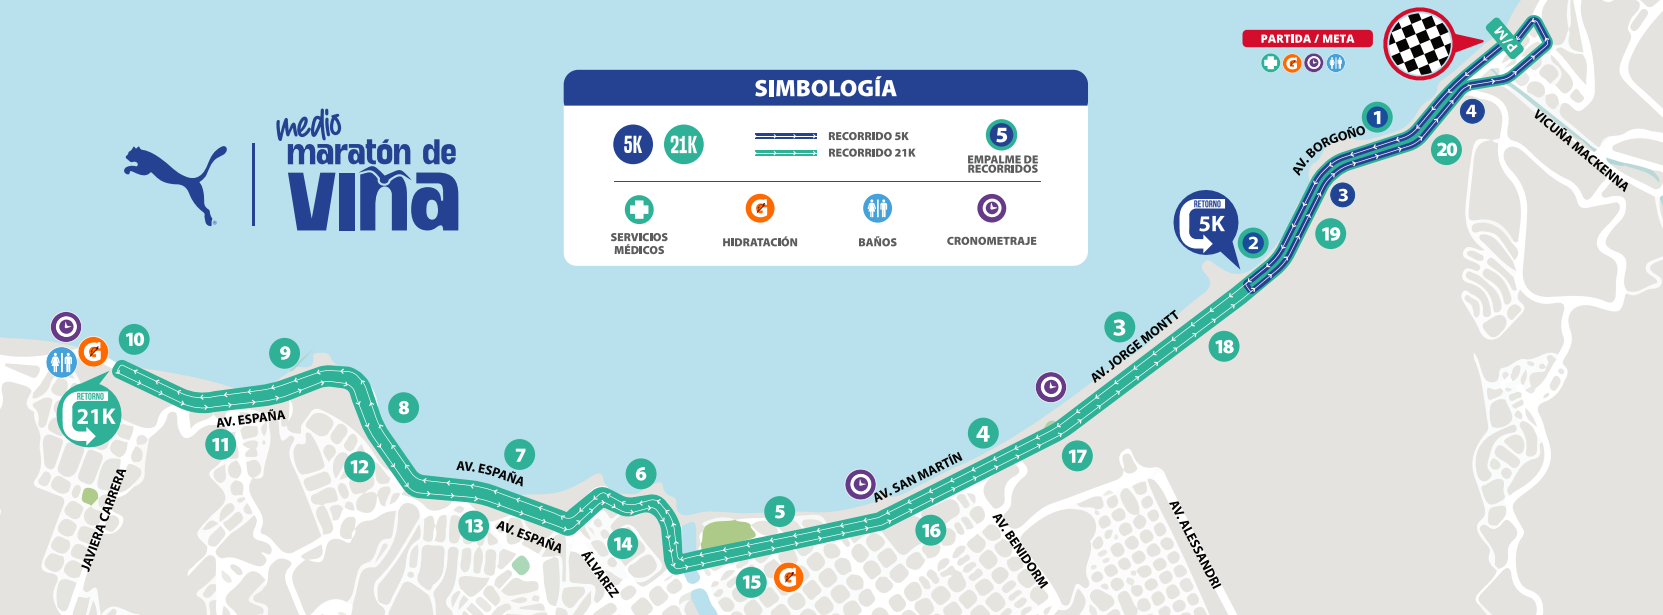 medio
maratón de
viña
SIMBOLOGÍA
5K
21K
RECORRIDO 5K
RECORRIDO 21K
5
EMPALME DE
RECORRIDOS
SERVICIOS
MÉDICOS
G
HIDRATACIÓN
BAÑOS
CRONOMETRAJE
PARTIDA / META
G
P/M
VICUÑA MACKENNA
AV. BORGOÑO
1
4
20
3
19
RETORNO
5K
2
3
AV. JORGE MONTT
18
4
17
AV. SAN MARTÍN
16
AV. BENIDORM
AV. ALESSANDRI
5
15
G
6
14
ÁLVAREZ
7
AV. ESPAÑA
13
AV. ESPAÑA
8
12
9
AV. ESPAÑA
11
10
G
RETORNO
21K
JAVIERA CARRERA